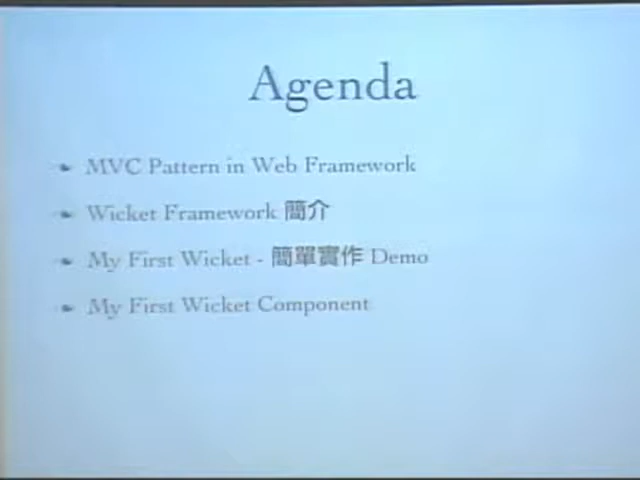 Agenda
MVC Pattern in Web Framework
Wicket Framework 簡介
My First Wicket - 簡單實作 Demo
My First Wicket Component